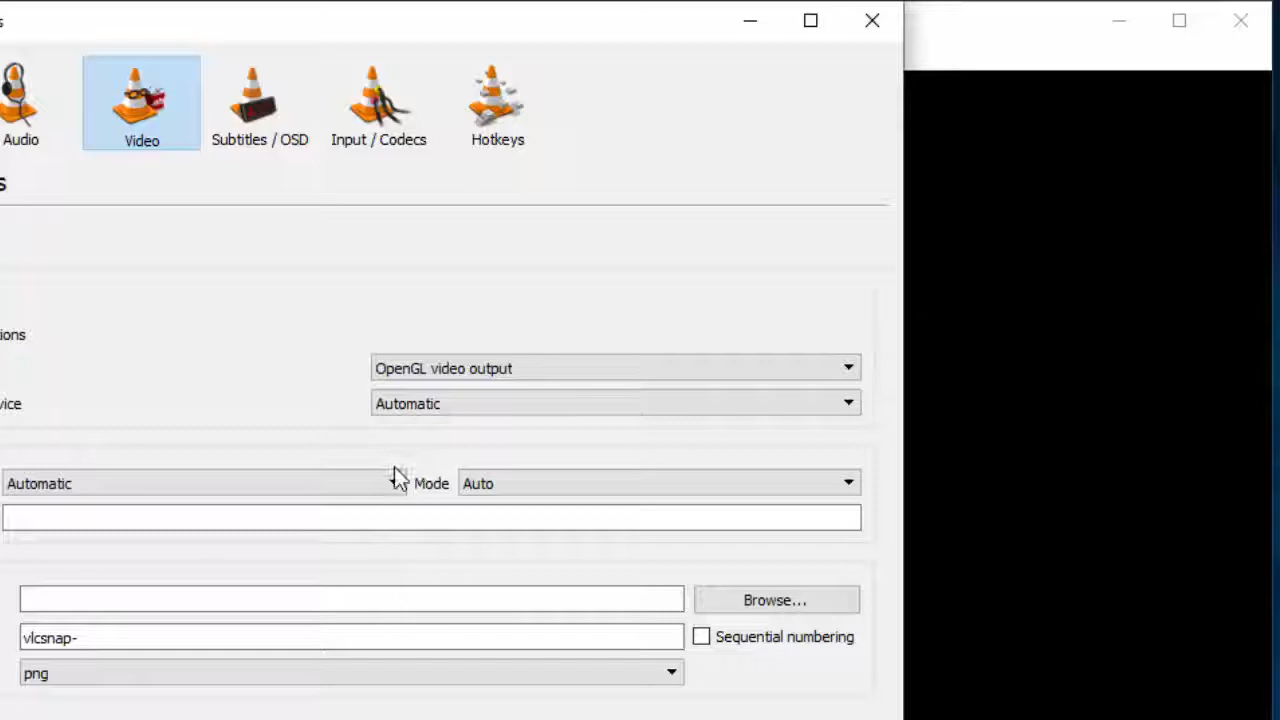 s
Audio
Video
Subtitles / OSD
Input / Codecs
Hotkeys
s
tions
OpenGL video output
vice
Automatic
Automatic
Mode
Auto
Browse...
vlcsnap-
Sequential numbering
png